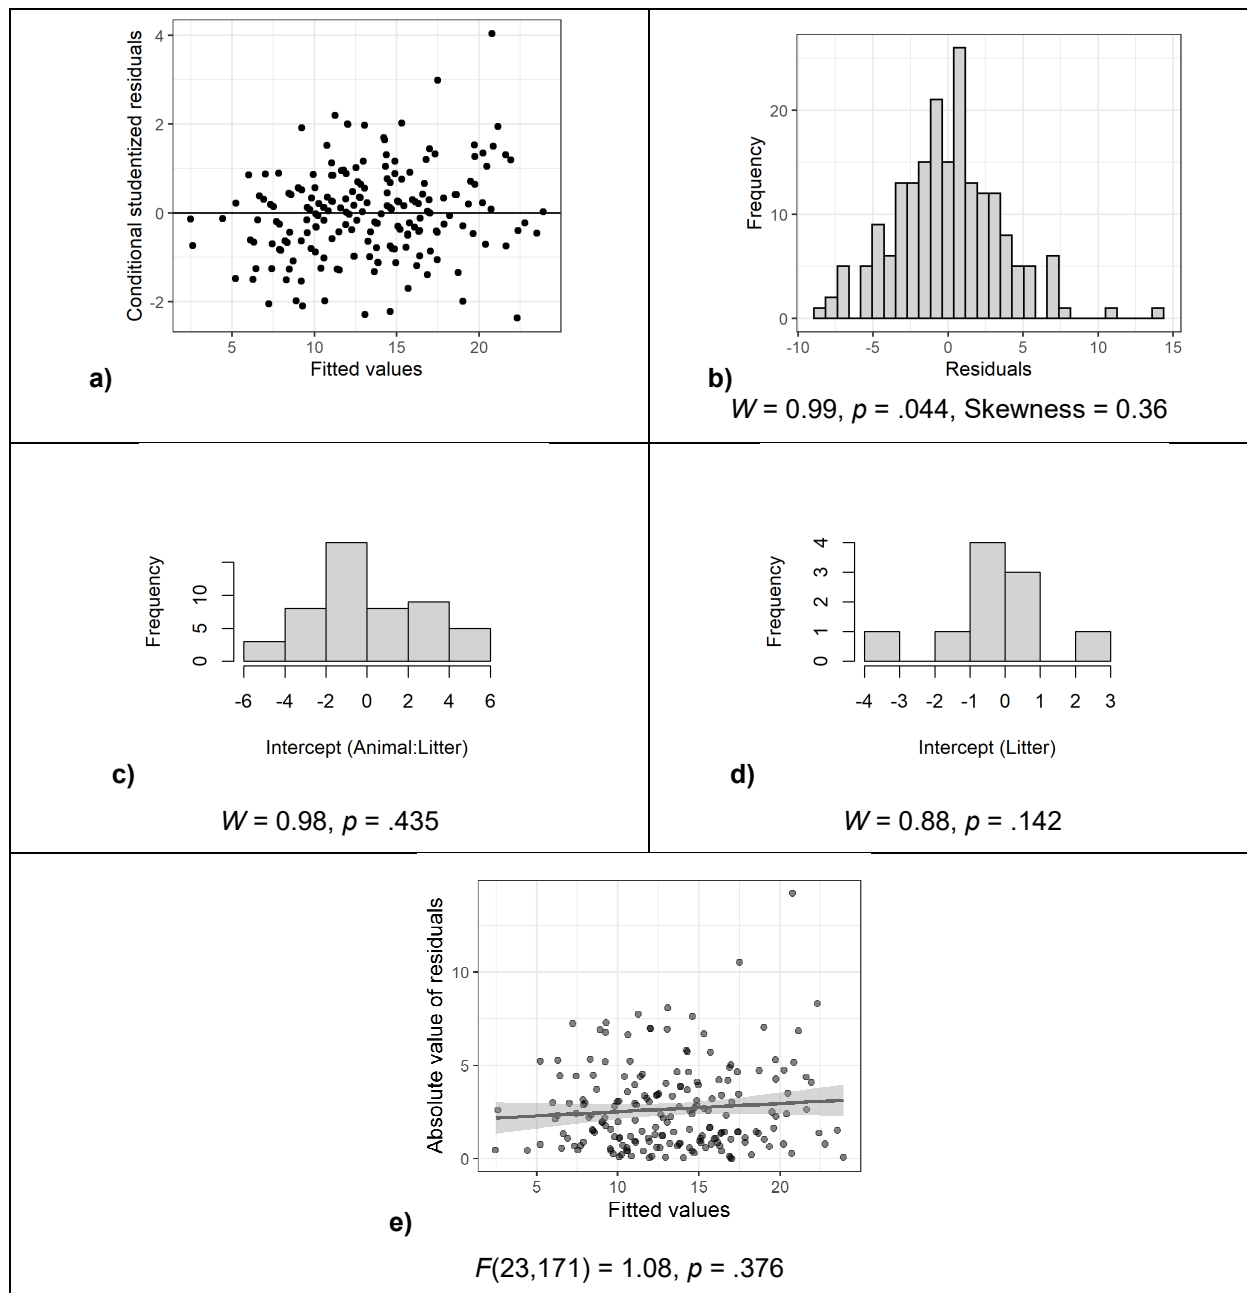 Conditional studentized residuals
4
2
0
-2
5 10 15 20
Fitted values
a)
Frequency
20
10
0
-10 -5 0 5 10 15
Residuals
b)
W = 0.99, p = .044, Skewness = 0.36
Frequency
10
5
0
-6 -4 -2 0 2 4 6
Intercept (Animal:Litter)
c)
W = 0.98, p = .435
Frequency
4
3
2
1
0
-4 -3 -2 -1 0 1 2 3
Intercept (Litter)
d)
W = 0.88, p = .142
Absolute value of residuals
10
5
0
5 10 15 20
Fitted values
e)
F(23,171) = 1.08, p = .376